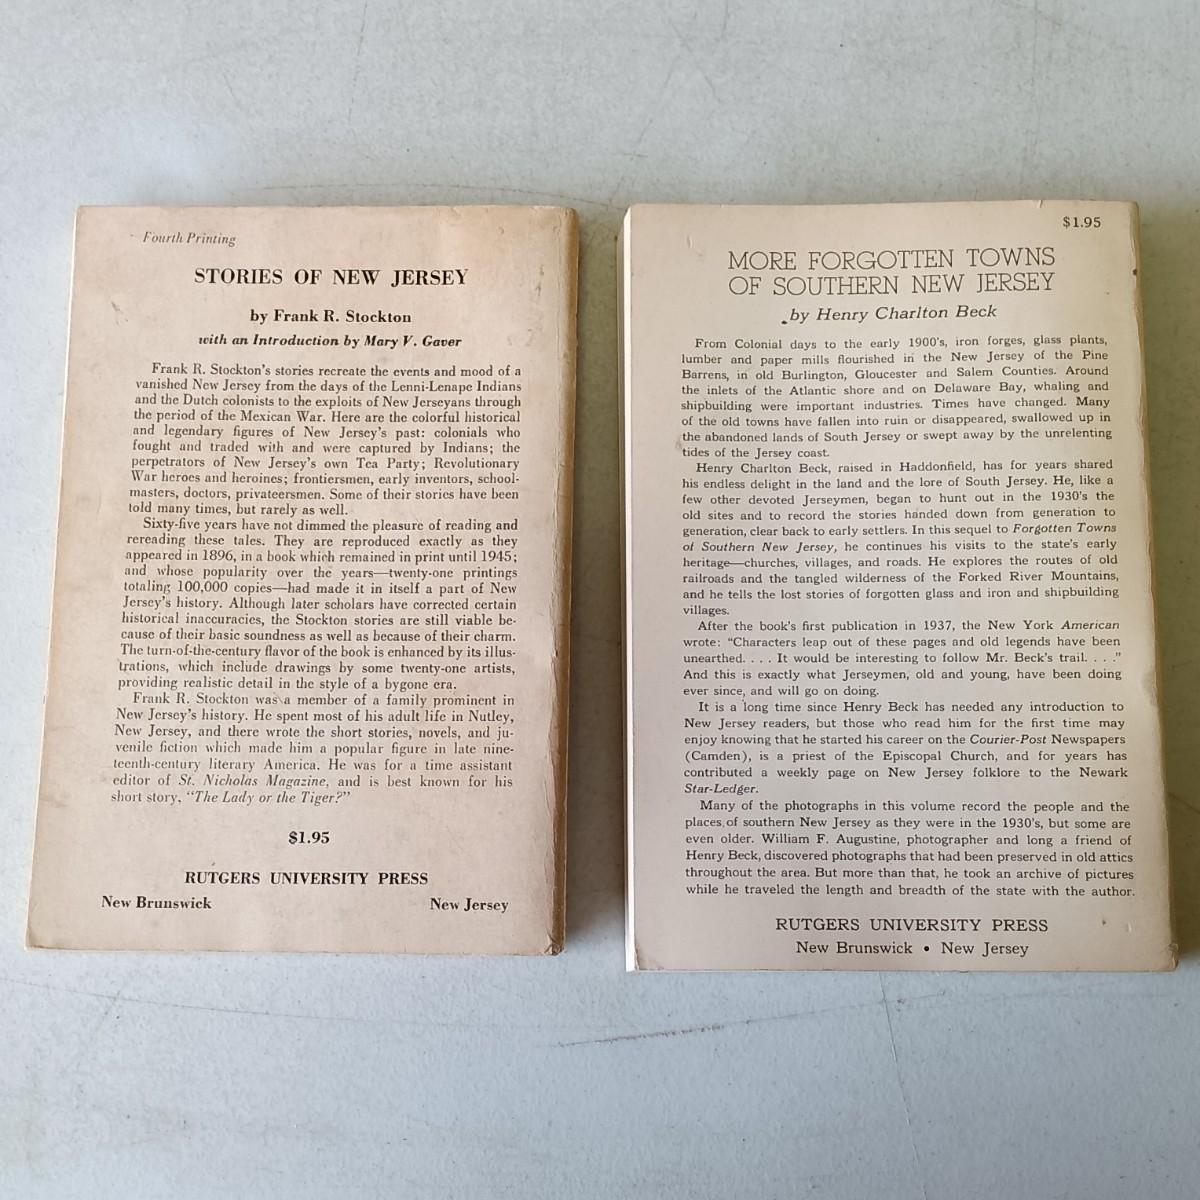 Fourth Printing
STORIES OF NEW JERSEY
by Frank R. Stockton
with an Introduction by Mary V. Gaver
Frank R. Stockton's stories recreate the events and mood of a
vanished New Jersey from the days of the Lenni-Lenape Indians
and the Dutch colonists to the exploits of New Jerseyans through
the period of the Mexican War. Here are the colorful historical
and legendary figures of New Jersey's past: colonials who
fought and traded with and were captured by Indians; the
perpetrators of New Jersey's own Tea Party; Revolutionary
War heroes and heroines; frontiersmen, early inventors, school-
masters, doctors, privateersmen. Some of their stories have been
told many times, but rarely as well.
Sixty-five years have not dimmed the pleasure of reading and
rereading these tales. They are reproduced exactly as they
appeared in 1896, in a book which remained in print until 1945;
and whose popularity over the years—twenty-one printings
totaling 100,000 copies—had made it in itself a part of New
Jersey's history. Although later scholars have corrected certain
historical inaccuracies, the Stockton stories are still viable be-
cause of their basic soundness as well as because of their charm.
The turn-of-the-century flavor of the book is enhanced by its illus-
trations, which include drawings by some twenty-one artists,
providing realistic detail in the style of a bygone era.
Frank R. Stockton was a member of a family prominent in
New Jersey's history. He spent most of his adult life in Nutley,
New Jersey, and there wrote the short stories, novels, and ju-
venile fiction which made him a popular figure in late nine-
teenth-century literary America. He was for a time assistant
editor of St. Nicholas Magazine, and is best known for his
short story, "The Lady or the Tiger?"
$1.95
RUTGERS UNIVERSITY PRESS
New Brunswick New Jersey
$1.95
MORE FORGOTTEN TOWNS
OF SOUTHERN NEW JERSEY
by Henry Charlton Beck
From Colonial days to the early 1900's, iron forges, glass plants,
lumber and paper mills flourished in the New Jersey of the Pine
Barrens, in old Burlington, Gloucester and Salem Counties. Around
the inlets of the Atlantic shore and on Delaware Bay, whaling and
shipbuilding were important industries. Times have changed. Many
of the old towns have fallen into ruin or disappeared, swallowed up in
the abandoned lands of South Jersey or swept away by the unrelenting
tides of the Jersey coast.
Henry Charlton Beck, raised in Haddonfield, has for years shared
his endless delight in the land and the lore of South Jersey. He, like a
few other devoted Jerseymen, began to hunt out in the 1930's the
old sites and to record the stories handed down from generation to
generation, clear back to early settlers. In this sequel to Forgotten Towns
of Southern New Jersey, he continues his visits to the state's early
heritage—churches, villages, and roads. He explores the routes of old
railroads and the tangled wilderness of the Forked River Mountains,
and he tells the lost stories of forgotten glass and iron and shipbuilding
villages.
After the book's first publication in 1937, the New York American
wrote: "Characters leap out of these pages and old legends have been
unearthed. . . . It would be interesting to follow Mr. Beck's trail. . . ."
And this is exactly what Jerseymen, old and young, have been doing
ever since, and will go on doing.
It is a long time since Henry Beck has needed any introduction to
New Jersey readers, but those who read him for the first time may
enjoy knowing that he started his career on the Courier-Post Newspapers
(Camden), is a priest of the Episcopal Church, and for years has
contributed a weekly page on New Jersey folklore to the Newark
Star-Ledger.
Many of the photographs in this volume record the people and the
places of southern New Jersey as they were in the 1930's, but some are
even older. William F. Augustine, photographer and long a friend of
Henry Beck, discovered photographs that had been preserved in old attics
throughout the area. But more than that, he took an archive of pictures
while he traveled the length and breadth of the state with the author.
RUTGERS UNIVERSITY PRESS
New Brunswick • New Jersey